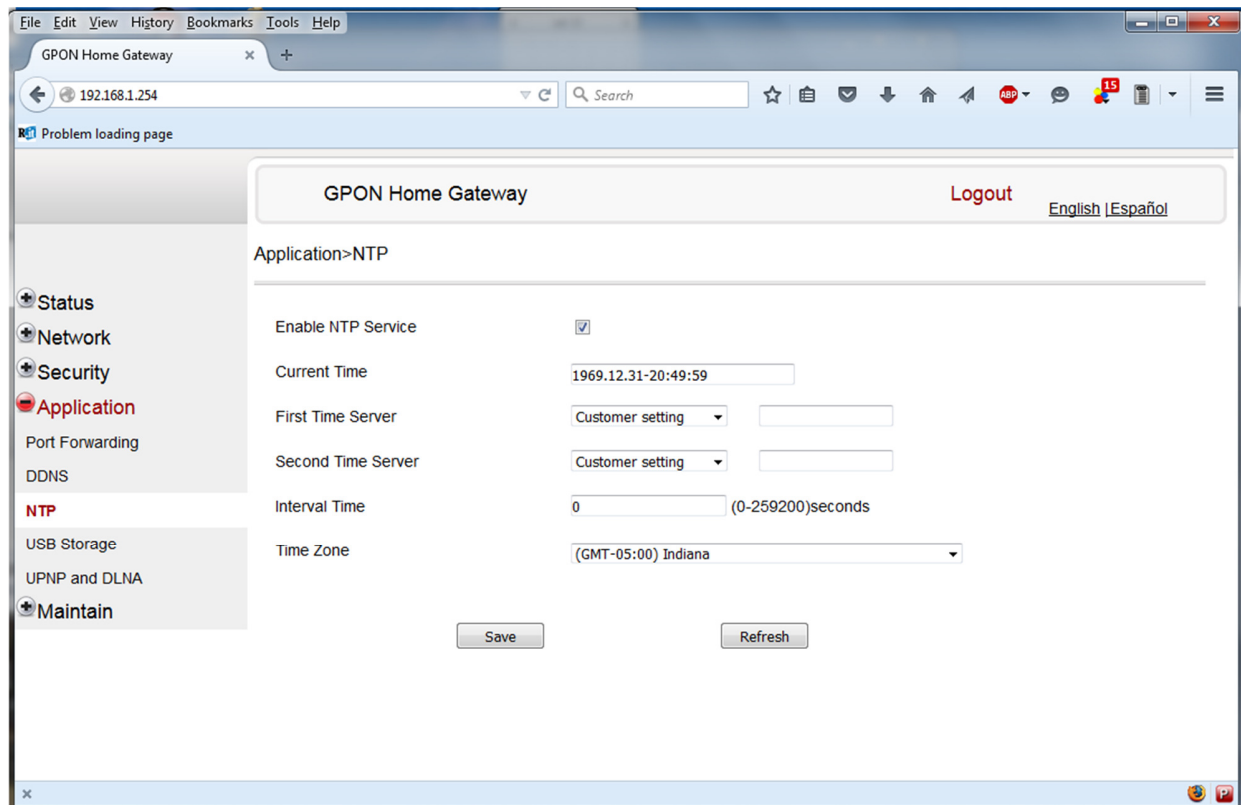 File Edit View History Bookmarks Tools Help
GPON Home Gateway
192.168.1.254
Search
ABP
15
Problem loading page
GPON Home Gateway
Logout
English | Español
Application>NTP
Status
Network
Security
Application
Port Forwarding
DDNS
NTP
USB Storage
UPNP and DLNA
Maintain
Enable NTP Service
Current Time
1969.12.31-20:49:59
First Time Server
Customer setting
Second Time Server
Customer setting
Interval Time
0
(0-259200)seconds
Time Zone
(GMT-05:00) Indiana
Save
Refresh